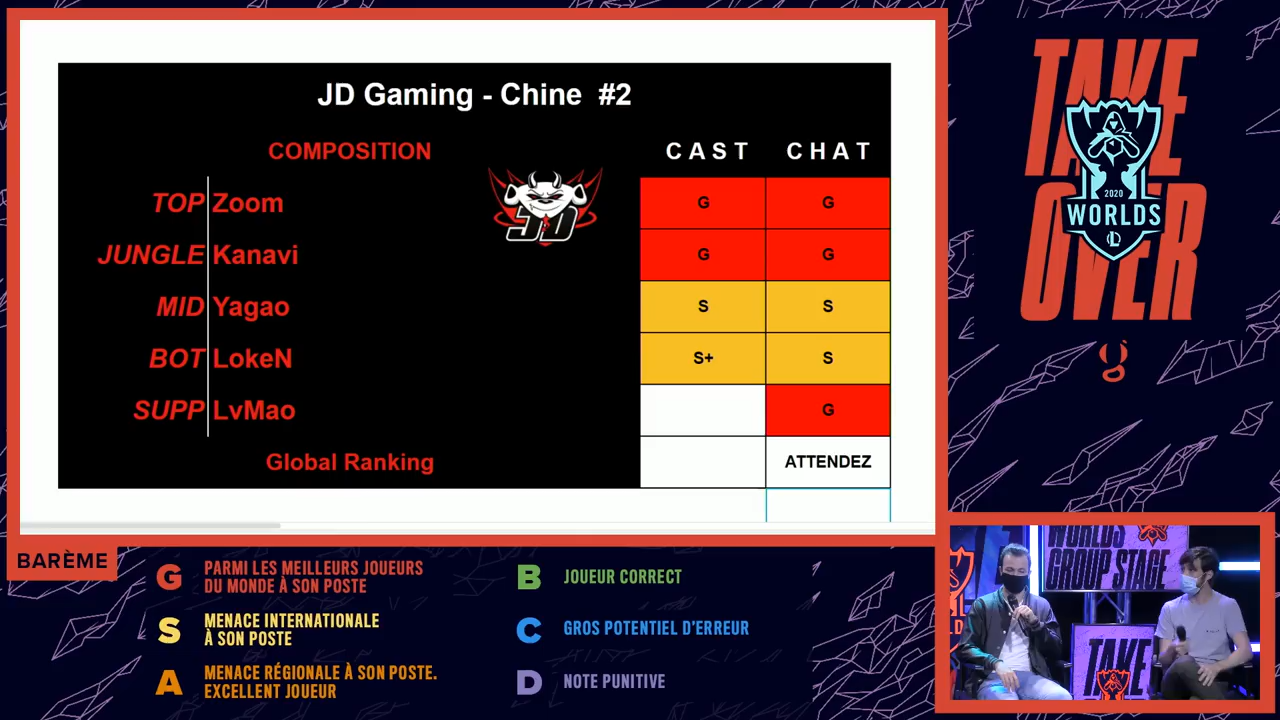 JD Gaming - Chine #2
COMPOSITION
CAST CHAT
TOP Zoom G G
JUNGLE Kanavi G G
MID Yagao S S
BOT LokeN S+ S
SUPP LvMao G
Global Ranking ATTENDEZ
JD
TAKE
OVER
2020
WORLDS
BARÈME
G PARMI LES MEILLEURS JOUEURS
DU MONDE À SON POSTE
S MENACE INTERNATIONALE
À SON POSTE
A MENACE RÉGIONALE À SON POSTE.
EXCELLENT JOUEUR
B JOUEUR CORRECT
C GROS POTENTIEL D'ERREUR
D NOTE PUNITIVE
WORLDS
GROUP STAGE
TAKE